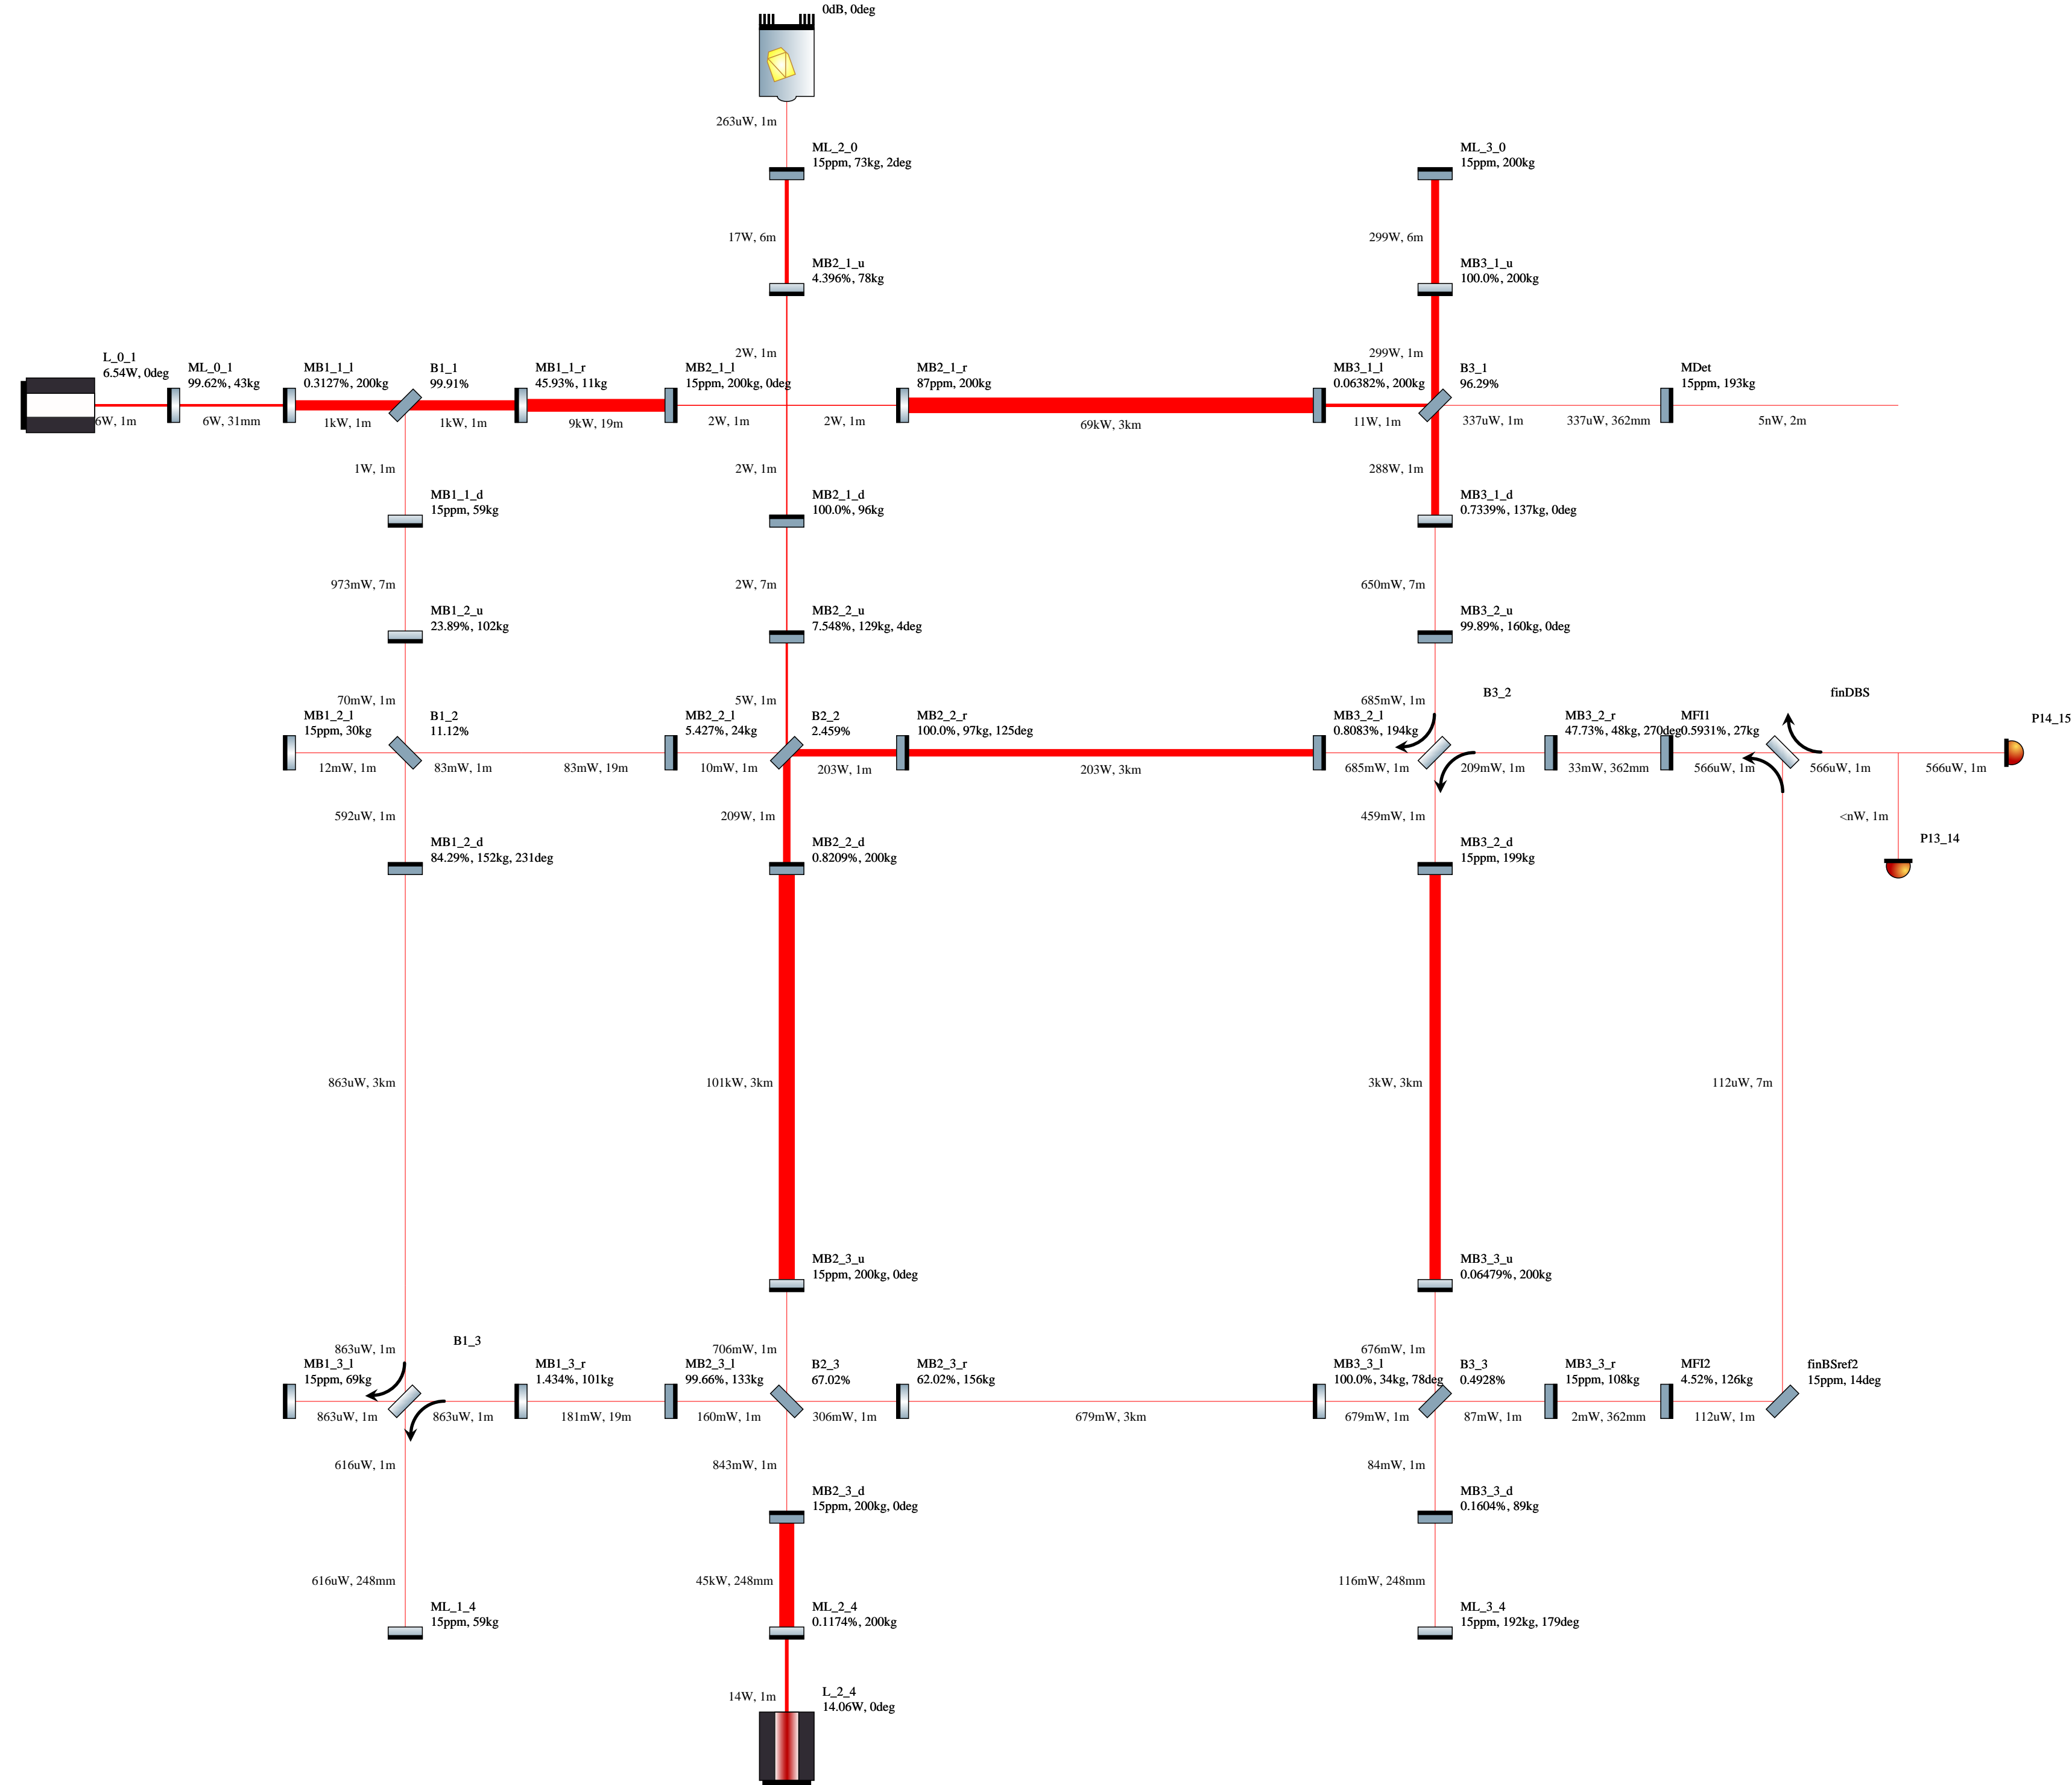 0dB, 0deg
263uW, 1m
ML_2_0
15ppm, 73kg, 2deg
ML_3_0
15ppm, 200kg
17W, 6m
299W, 6m
MB2_1_u
4.396%, 78kg
MB3_1_u
100.0%, 200kg
2W, 1m
299W, 1m
L_0_1
6.54W, 0deg
ML_0_1
99.62%, 43kg
MB1_1_l
0.3127%, 200kg
B1_1
99.91%
MB1_1_r
45.93%, 11kg
MB2_1_l
15ppm, 200kg, 0deg
MB2_1_r
87ppm, 200kg
MB3_1_l
0.06382%, 200kg
B3_1
96.29%
MDet
15ppm, 193kg
6W, 1m
6W, 31mm
1kW, 1m
1kW, 1m
9kW, 19m
2W, 1m
2W, 1m
69kW, 3km
11W, 1m
337uW, 1m
337uW, 362mm
5nW, 2m
1W, 1m
2W, 1m
288W, 1m
MB1_1_d
15ppm, 59kg
MB2_1_d
100.0%, 96kg
MB3_1_d
0.7339%, 137kg, 0deg
973mW, 7m
2W, 7m
650mW, 7m
MB1_2_u
23.89%, 102kg
MB2_2_u
7.548%, 129kg, 4deg
MB3_2_u
99.89%, 160kg, 0deg
70mW, 1m
5W, 1m
685mW, 1m
B3_2
finDBS
MB1_2_l
15ppm, 30kg
B1_2
11.12%
MB2_2_l
5.427%, 24kg
B2_2
2.459%
MB2_2_r
100.0%, 97kg, 125deg
MB3_2_l
0.8083%, 194kg
MB3_2_r
47.73%, 48kg, 270deg
MFI1
0.5931%, 27kg
P14_15
12mW, 1m
83mW, 1m
83mW, 19m
10mW, 1m
203W, 1m
203W, 3km
685mW, 1m
209mW, 1m
33mW, 362mm
566uW, 1m
566uW, 1m
566uW, 1m
592uW, 1m
209W, 1m
459mW, 1m
<nW, 1m
P13_14
MB1_2_d
84.29%, 152kg, 231deg
MB2_2_d
0.8209%, 200kg
MB3_2_d
15ppm, 199kg
863uW, 3km
101kW, 3km
3kW, 3km
112uW, 7m
MB2_3_u
15ppm, 200kg, 0deg
MB3_3_u
0.06479%, 200kg
B1_3
863uW, 1m
706mW, 1m
676mW, 1m
MB1_3_l
15ppm, 69kg
MB1_3_r
1.434%, 101kg
MB2_3_l
99.66%, 133kg
B2_3
67.02%
MB2_3_r
62.02%, 156kg
MB3_3_l
100.0%, 34kg, 78deg
B3_3
0.4928%
MB3_3_r
15ppm, 108kg
MFI2
4.52%, 126kg
finBSref2
15ppm, 14deg
863uW, 1m
863uW, 1m
181mW, 19m
160mW, 1m
306mW, 1m
679mW, 3km
679mW, 1m
87mW, 1m
2mW, 362mm
112uW, 1m
616uW, 1m
843mW, 1m
84mW, 1m
MB2_3_d
15ppm, 200kg, 0deg
MB3_3_d
0.1604%, 89kg
616uW, 248mm
45kW, 248mm
116mW, 248mm
ML_1_4
15ppm, 59kg
ML_2_4
0.1174%, 200kg
ML_3_4
15ppm, 192kg, 179deg
14W, 1m
L_2_4
14.06W, 0deg